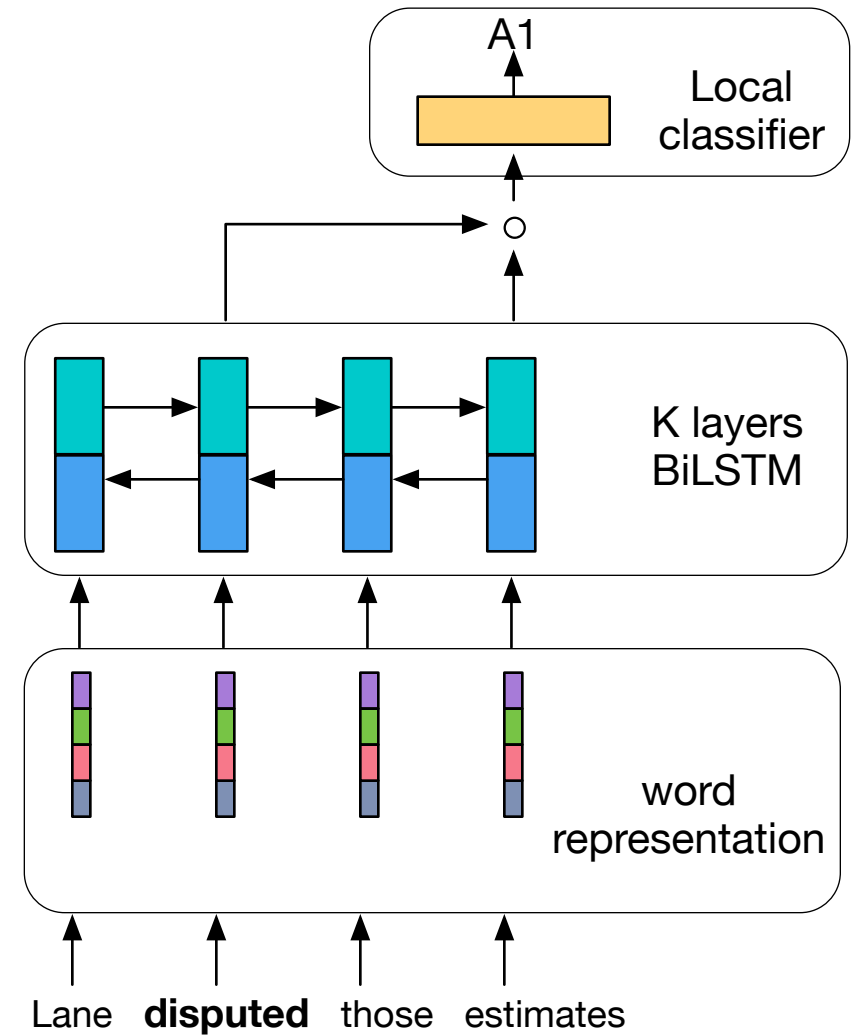 A1
Local
classifier
K layers
BiLSTM
word
representation
Lane disputed those estimates